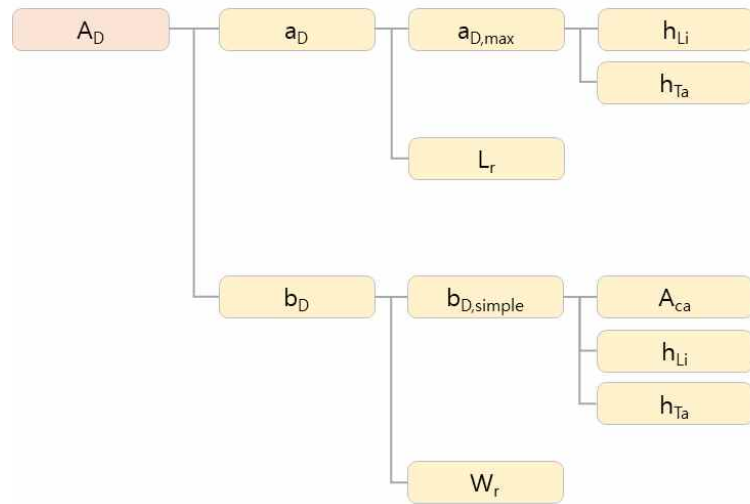 A_D a_D a_D,max h_Li
h_Ta
L_r
b_D b_D,simple A_ca
h_Li
h_Ta
W_r